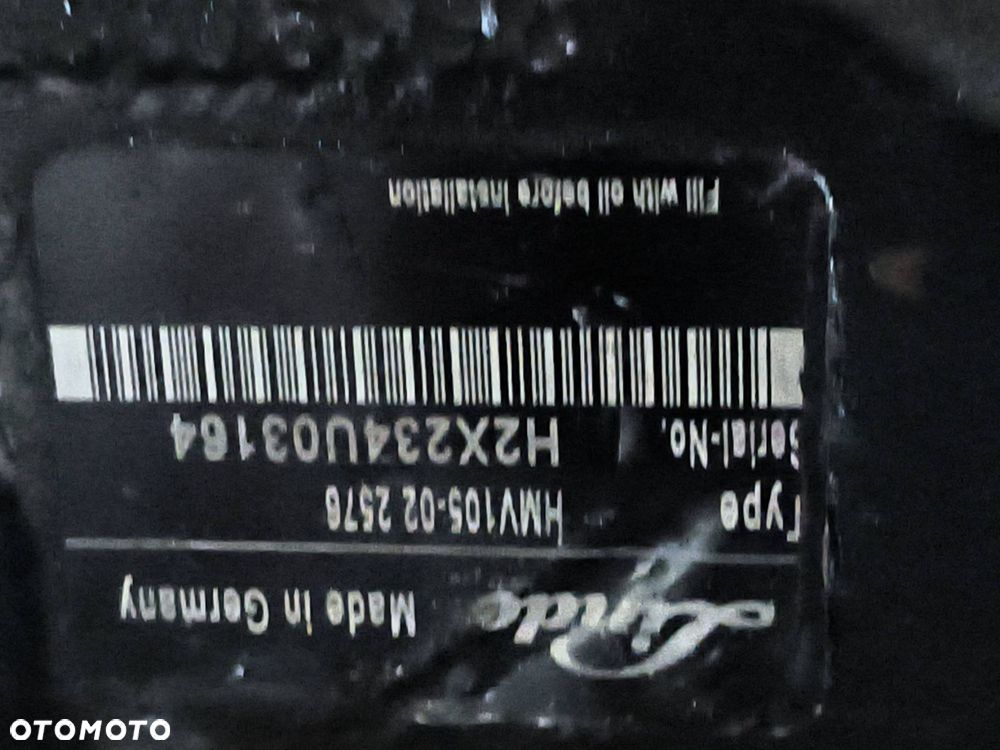 Linde Made in Germany
Type HMV105-02 2576
Serial-No. H2X234U03164
Fill with oil before installation
OTOMOTO